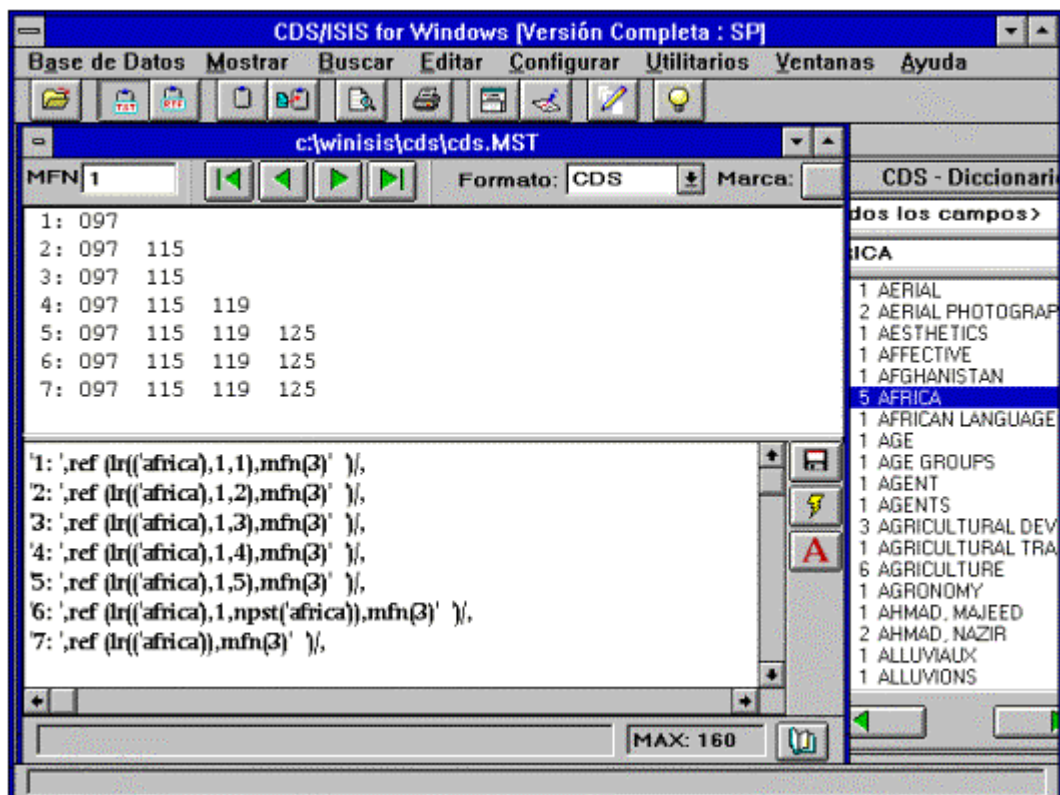 CDS/ISIS for Windows [Versión Completa : SP]
Base de Datos Mostrar Buscar Editar Configurar Utilitarios Ventanas Ayuda
TXT RTF
c:\winisis\cds\cds.MST
MFN 1 Formato: CDS Marca:
1: 097
2: 097 115
3: 097 115
4: 097 115 119
5: 097 115 119 125
6: 097 115 119 125
7: 097 115 119 125
'1: ',ref (lr(('africa'),1,1),mfn(3)' ')/,
'2: ',ref (lr(('africa'),1,2),mfn(3)' ')/,
'3: ',ref (lr(('africa'),1,3),mfn(3)' ')/,
'4: ',ref (lr(('africa'),1,4),mfn(3)' ')/,
'5: ',ref (lr(('africa'),1,5),mfn(3)' ')/,
'6: ',ref (lr(('africa'),1,npst('africa')),mfn(3)' ')/,
'7: ',ref (lr(('africa')),mfn(3)' ')/,
A
MAX: 160
CDS - Diccionari
dos los campos>
RICA
1 AERIAL
2 AERIAL PHOTOGRAP
1 AESTHETICS
1 AFFECTIVE
1 AFGHANISTAN
5 AFRICA
1 AFRICAN LANGUAGE
1 AGE
1 AGE GROUPS
1 AGENT
1 AGENTS
3 AGRICULTURAL DEV
1 AGRICULTURAL TRA
6 AGRICULTURE
1 AGRONOMY
1 AHMAD, MAJEED
2 AHMAD, NAZIR
1 ALLUVIAUX
1 ALLUVIONS